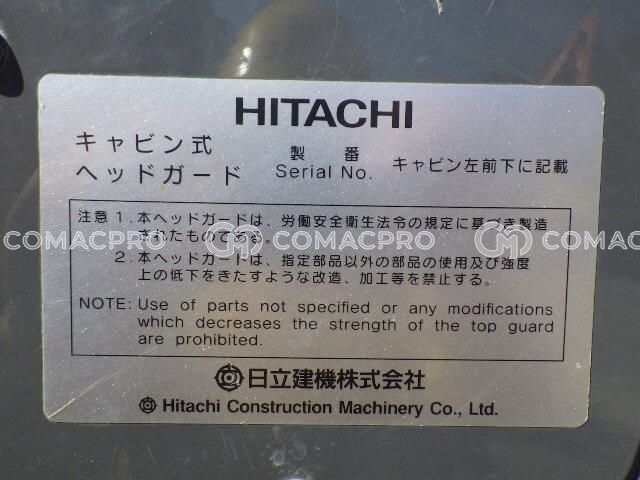 HITACHI
キャビン式
ヘッドガード
製 番
Serial No.
キャビン左前下に記載
注意 1. 本ヘッドガードは、労働安全衛生法令の規定に基づき製造
されたものである。
2. 本ヘッドガードは、指定部品以外の部品の使用及び強度
上の低下をきたすような改造、加工等を禁止する。
NOTE: Use of parts not specified or any modifications
which decreases the strength of the top guard
are prohibited.
日立建機株式会社
Hitachi Construction Machinery Co., Ltd.
COMACPRO
COMACPRO
COMACPRO